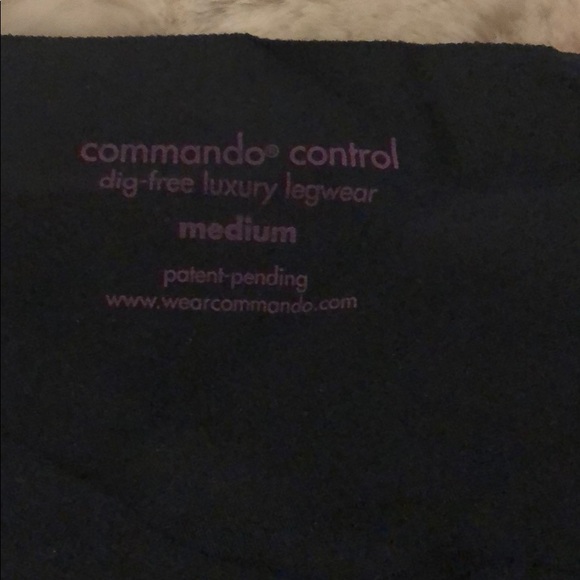 commando® control
dig-free luxury legwear
medium
patent-pending
www.wearcommando.com